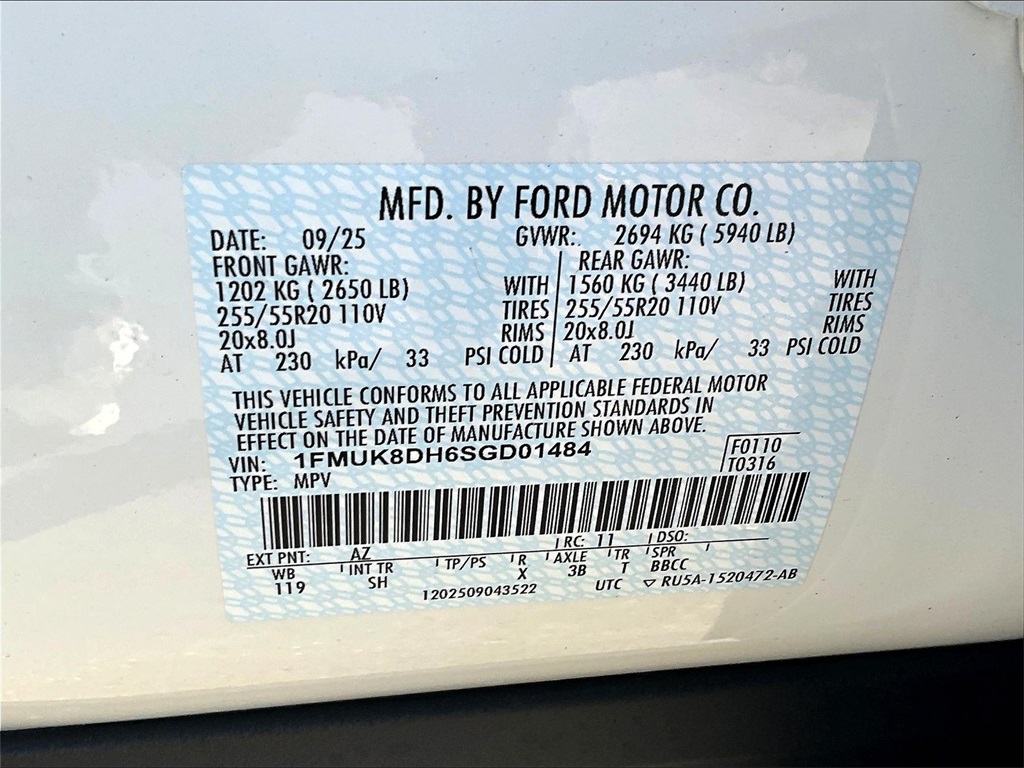 MFD. BY FORD MOTOR CO.
DATE: 09/25 GVWR: 2694 KG ( 5940 LB)
FRONT GAWR: REAR GAWR:
1202 KG ( 2650 LB) WITH 1560 KG ( 3440 LB) WITH
255/55R20 110V TIRES 255/55R20 110V TIRES
20x8.0J RIMS 20x8.0J RIMS
AT 230 kPa/ 33 PSI COLD AT 230 kPa/ 33 PSI COLD
THIS VEHICLE CONFORMS TO ALL APPLICABLE FEDERAL MOTOR
VEHICLE SAFETY AND THEFT PREVENTION STANDARDS IN
EFFECT ON THE DATE OF MANUFACTURE SHOWN ABOVE.
VIN: 1FMUK8DH6SGD01484 F0110
TYPE: MPV T0316
EXT PNT: AZ RC: 11 DSO:
WB INT TR TP/PS R AXLE TR SPR
119 SH X 3B T BBCC
1202509043522 UTC ▽ RU5A-1520472-AB